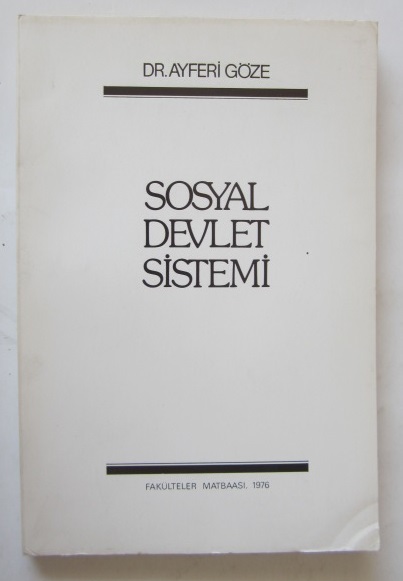 DR. AYFERİ GÖZE
SOSYAL
DEVLET
SİSTEMİ
FAKÜLTELER MATBAASI. 1976